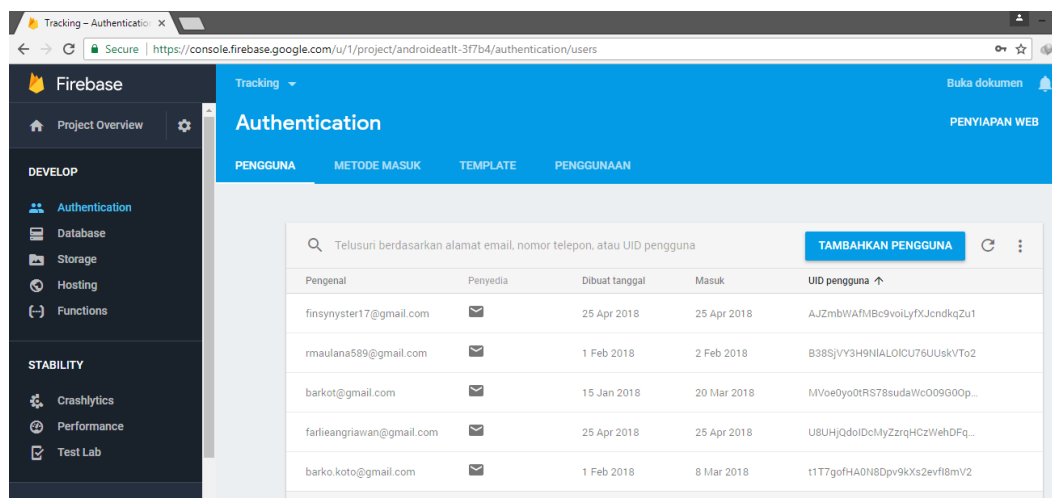 Tracking – Authentication
Secure | https://console.firebase.google.com/u/1/project/androideatlt-3f7b4/authentication/users
Firebase
Tracking
Buka dokumen
Project Overview
Authentication
PENYIAPAN WEB
DEVELOP
PENGGUNA METODE MASUK TEMPLATE PENGGUNAAN
Authentication
Database
Storage
Hosting
Functions
STABILITY
Crashlytics
Performance
Test Lab
Telusuri berdasarkan alamat email, nomor telepon, atau UID pengguna
TAMBAHKAN PENGGUNA
Pengenal Penyedia Dibuat tanggal Masuk UID pengguna
finsynyster17@gmail.com 25 Apr 2018 25 Apr 2018 AJZmbWAfMBc9voiLyfXJcndkqZu1
rmaulana589@gmail.com 1 Feb 2018 2 Feb 2018 B38SjVY3H9NlALOlCU76UUskVTo2
barkot@gmail.com 15 Jan 2018 20 Mar 2018 MVoe0yo0tRS78sudaWcO09G0Op...
farlieangriawan@gmail.com 25 Apr 2018 25 Apr 2018 U8UHjQdoIDcMyZzrqHCzWehDFq...
barko.koto@gmail.com 1 Feb 2018 8 Mar 2018 t1T7gofHA0N8Dpv9kXs2evfI8mV2